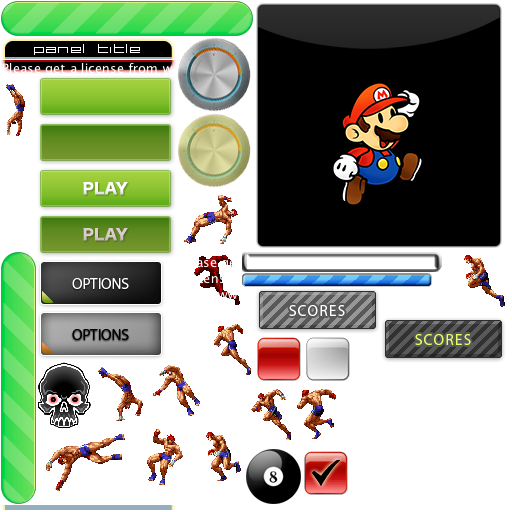 panel title
Please get a license from w
PLAY
PLAY
OPTIONS
OPTIONS
M
SCORES
SCORES
8